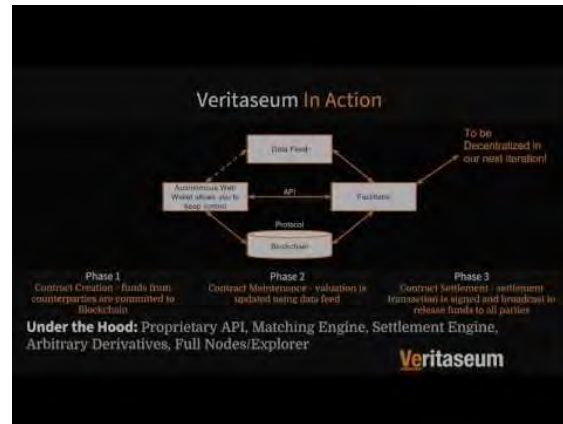 Veritaseum In Action
To be
Decentralized in
our next iteration!
Data Feed
Autonomous Web
Wallet allows you to
keep control
API
Facilitator
Protocol
Blockchain
Phase 1
Contract Creation - funds from
counterparties are committed to
Blockchain
Phase 2
Contract Maintenance - valuation is
updated using data feed
Phase 3
Contract Settlement - settlement
transaction is signed and broadcast to
release funds to all parties
Under the Hood: Proprietary API, Matching Engine, Settlement Engine,
Arbitrary Derivatives, Full Nodes/Explorer
Veritaseum